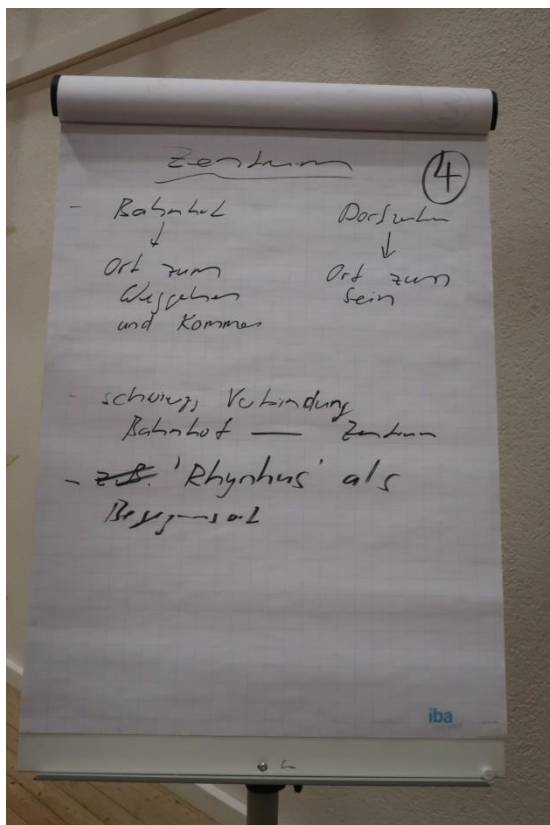 Zentrum
4
- Bahnhof
↓
Ort zum
Weggehen
und Kommen
Dorfzentrum
↓
Ort zum
Sein
- schwierige Verbindung
Bahnhof — Zentrum
- z.B. 'Rhyhus' als
Begegnungsort
iba